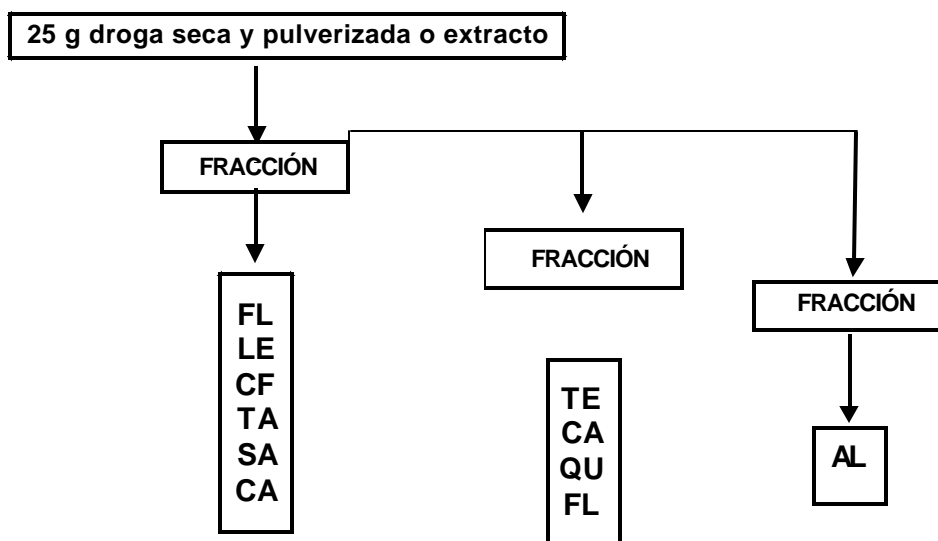 25 g droga seca y pulverizada o extracto
FRACCIÓN
FRACCIÓN
FRACCIÓN
FL
LE
CF
TA
SA
CA
TE
CA
QU
FL
AL